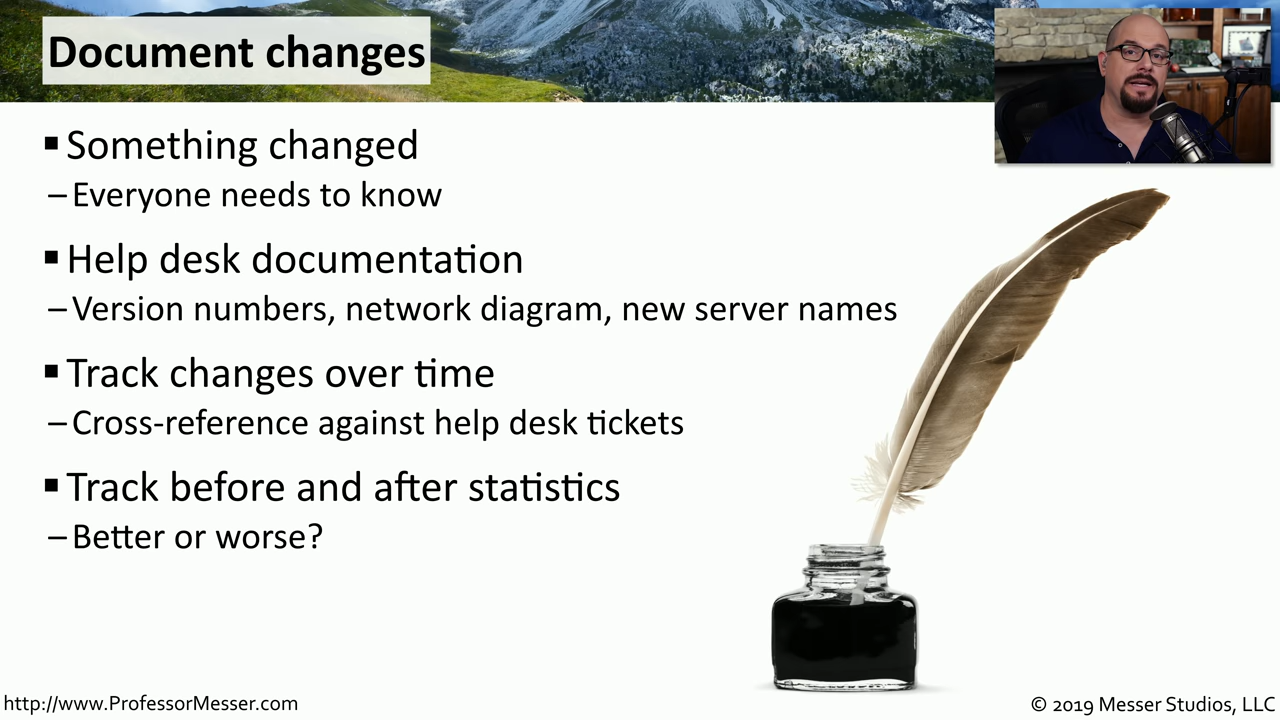 Document changes
▪ Something changed
– Everyone needs to know
▪ Help desk documentation
– Version numbers, network diagram, new server names
▪ Track changes over time
– Cross-reference against help desk tickets
▪ Track before and after statistics
– Better or worse?
http://www.ProfessorMesser.com
© 2019 Messer Studios, LLC